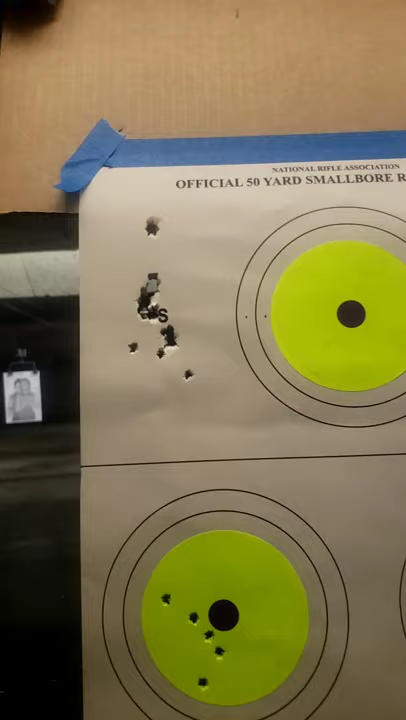 NATIONAL RIFLE ASSOCIATION
OFFICIAL 50 YARD SMALLBORE R
S